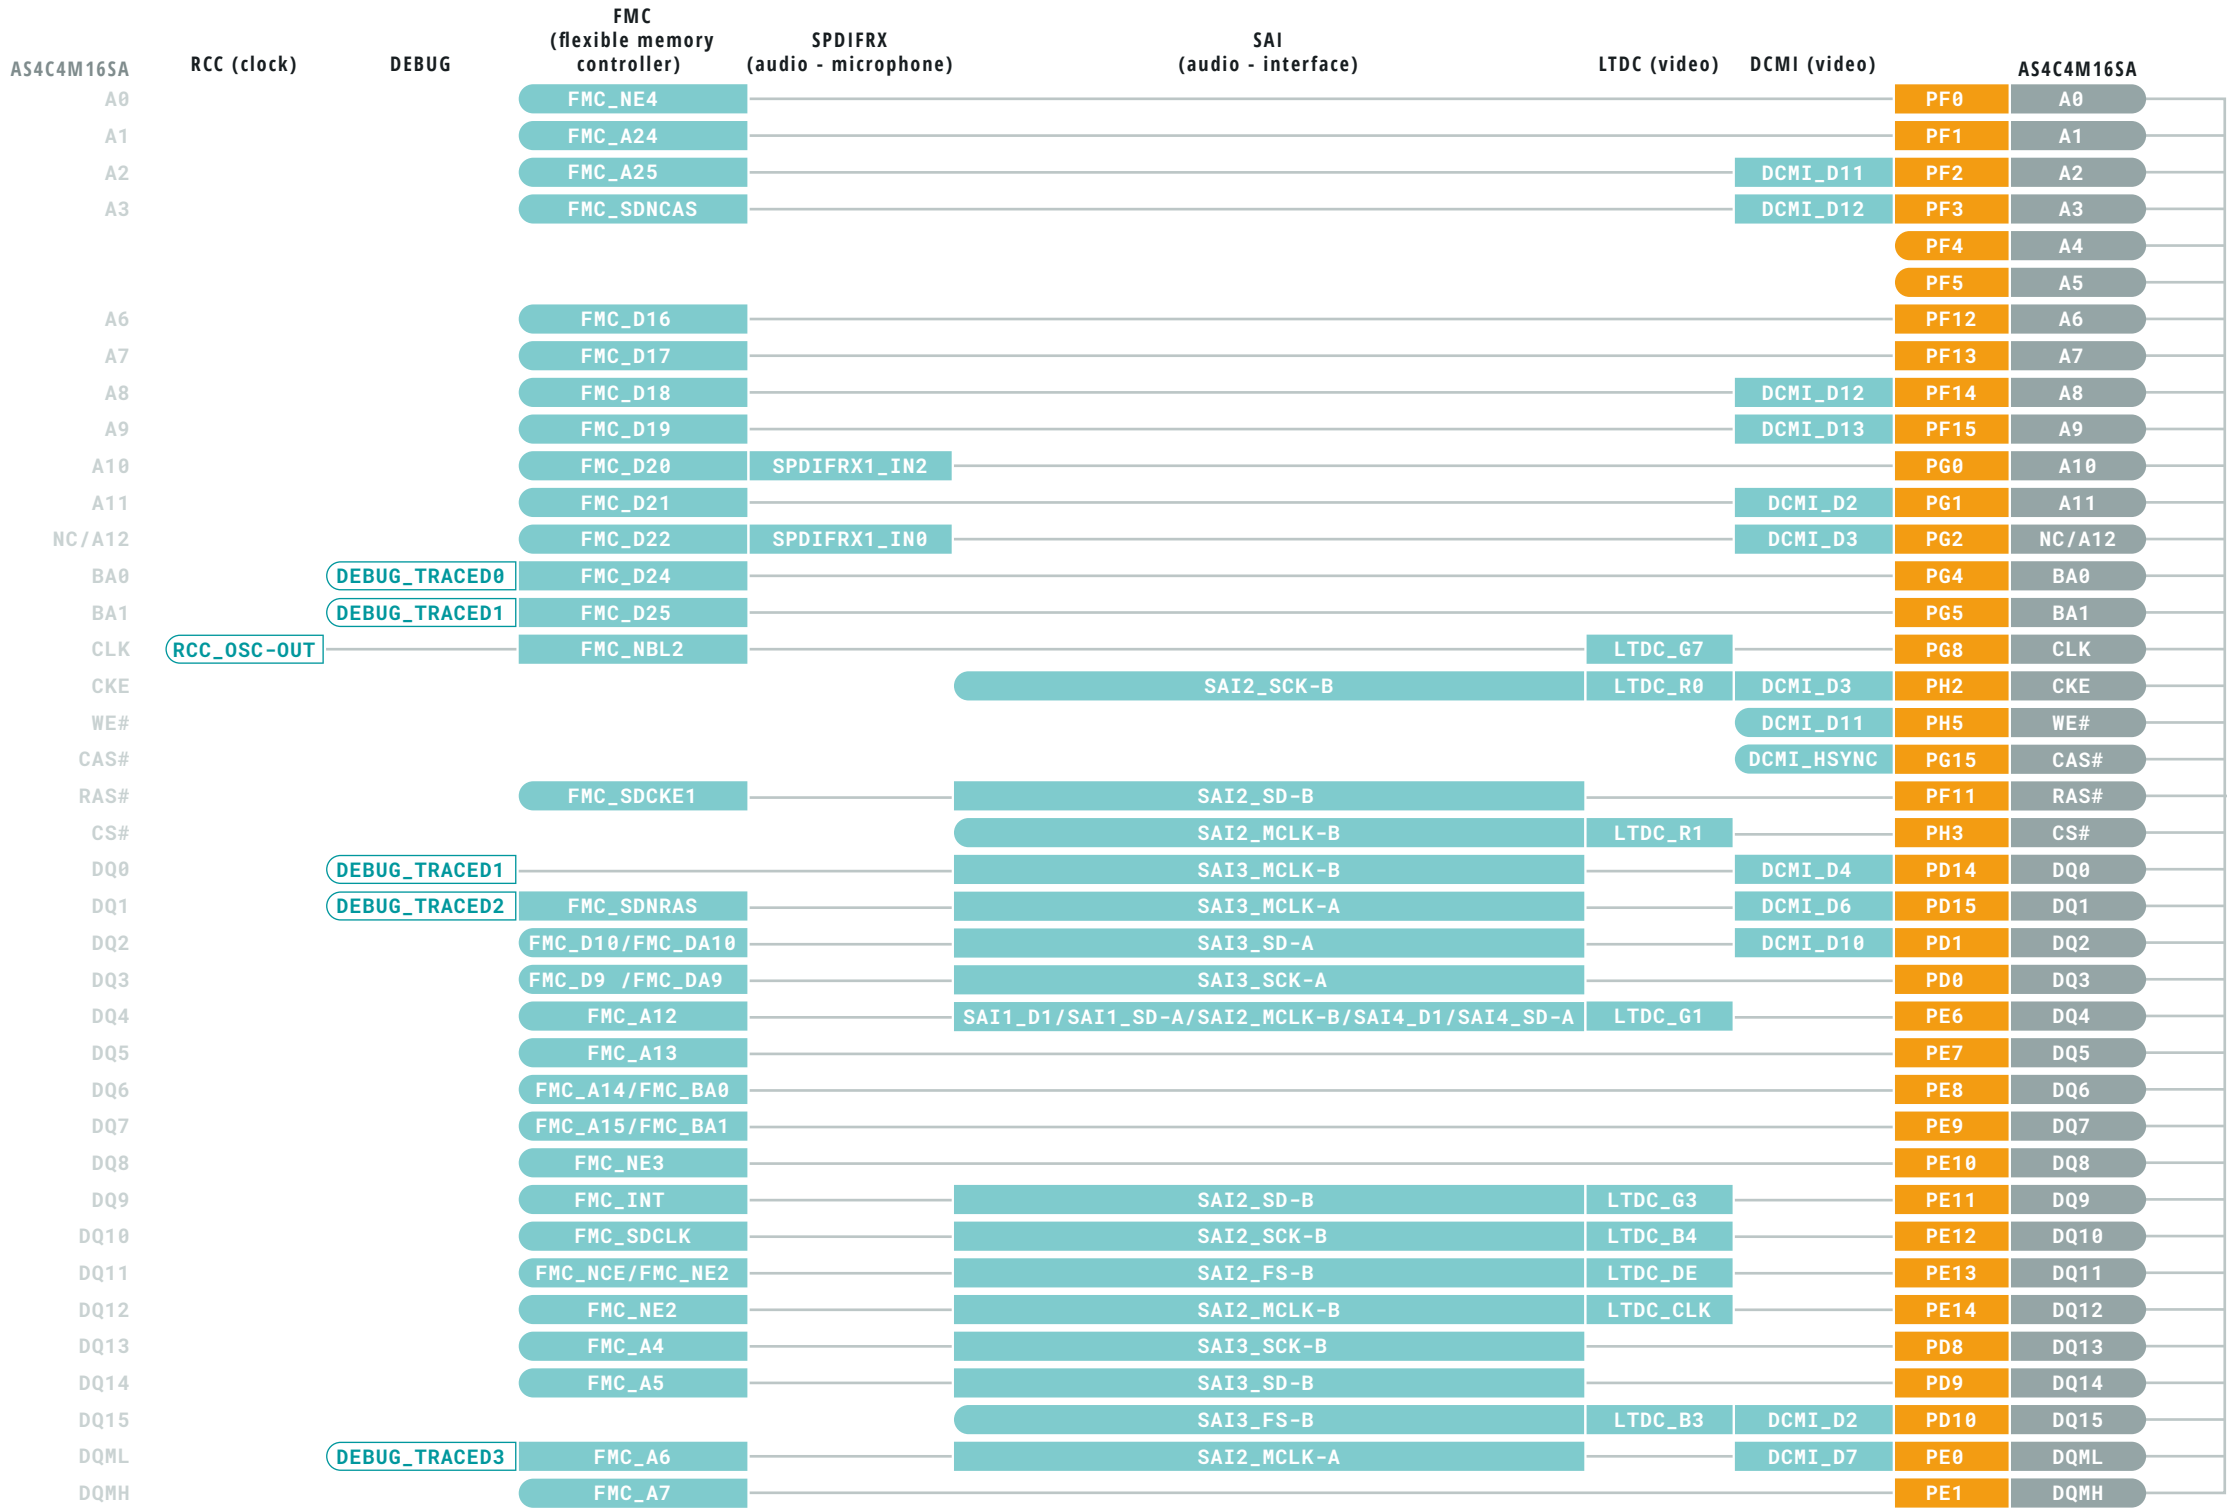 FMC
(flexible memory
controller)
SPDIFRX
(audio - microphone)
SAI
(audio - interface)
AS4C4M16SA RCC (clock) DEBUG LTDC (video) DCMI (video) AS4C4M16SA
A0 FMC_NE4 PF0 A0
A1 FMC_A24 PF1 A1
A2 FMC_A25 DCMI_D11 PF2 A2
A3 FMC_SDNCAS DCMI_D12 PF3 A3
PF4 A4
PF5 A5
A6 FMC_D16 PF12 A6
A7 FMC_D17 PF13 A7
A8 FMC_D18 DCMI_D12 PF14 A8
A9 FMC_D19 DCMI_D13 PF15 A9
A10 FMC_D20 SPDIFRX1_IN2 PG0 A10
A11 FMC_D21 DCMI_D2 PG1 A11
NC/A12 FMC_D22 SPDIFRX1_IN0 DCMI_D3 PG2 NC/A12
BA0 DEBUG_TRACED0 FMC_D24 PG4 BA0
BA1 DEBUG_TRACED1 FMC_D25 PG5 BA1
CLK RCC_OSC-OUT FMC_NBL2 LTDC_G7 PG8 CLK
CKE SAI2_SCK-B LTDC_R0 DCMI_D3 PH2 CKE
WE# DCMI_D11 PH5 WE#
CAS# DCMI_HSYNC PG15 CAS#
RAS# FMC_SDCKE1 SAI2_SD-B PF11 RAS#
CS# SAI2_MCLK-B LTDC_R1 PH3 CS#
DQ0 DEBUG_TRACED1 SAI3_MCLK-B DCMI_D4 PD14 DQ0
DQ1 DEBUG_TRACED2 FMC_SDNRAS SAI3_MCLK-A DCMI_D6 PD15 DQ1
DQ2 FMC_D10/FMC_DA10 SAI3_SD-A DCMI_D10 PD1 DQ2
DQ3 FMC_D9 /FMC_DA9 SAI3_SCK-A PD0 DQ3
DQ4 FMC_A12 SAI1_D1/SAI1_SD-A/SAI2_MCLK-B/SAI4_D1/SAI4_SD-A LTDC_G1 PE6 DQ4
DQ5 FMC_A13 PE7 DQ5
DQ6 FMC_A14/FMC_BA0 PE8 DQ6
DQ7 FMC_A15/FMC_BA1 PE9 DQ7
DQ8 FMC_NE3 PE10 DQ8
DQ9 FMC_INT SAI2_SD-B LTDC_G3 PE11 DQ9
DQ10 FMC_SDCLK SAI2_SCK-B LTDC_B4 PE12 DQ10
DQ11 FMC_NCE/FMC_NE2 SAI2_FS-B LTDC_DE PE13 DQ11
DQ12 FMC_NE2 SAI2_MCLK-B LTDC_CLK PE14 DQ12
DQ13 FMC_A4 SAI3_SCK-B PD8 DQ13
DQ14 FMC_A5 SAI3_SD-B PD9 DQ14
DQ15 SAI3_FS-B LTDC_B3 DCMI_D2 PD10 DQ15
DQML DEBUG_TRACED3 FMC_A6 SAI2_MCLK-A DCMI_D7 PE0 DQML
DQMH FMC_A7 PE1 DQMH